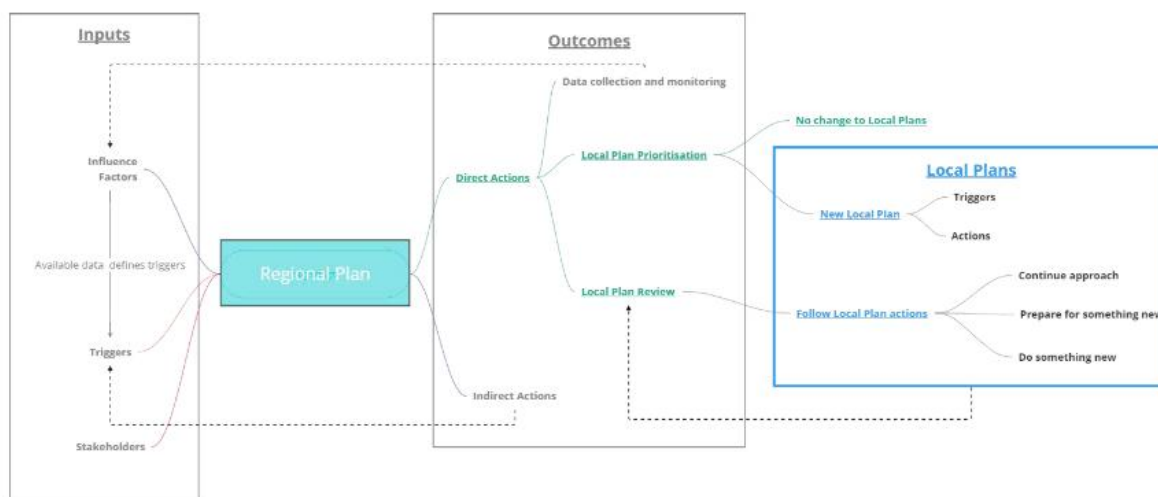 Inputs
Influence
Factors
Available data defines triggers
Triggers
Stakeholders
Regional Plan
Outcomes
Data collection and monitoring
Local Plan Prioritisation
Direct Actions
Local Plan Review
Indirect Actions
No change to Local Plans
Local Plans
New Local Plan
Triggers
Actions
Follow Local Plan actions
Continue approach
Prepare for something new
Do something new